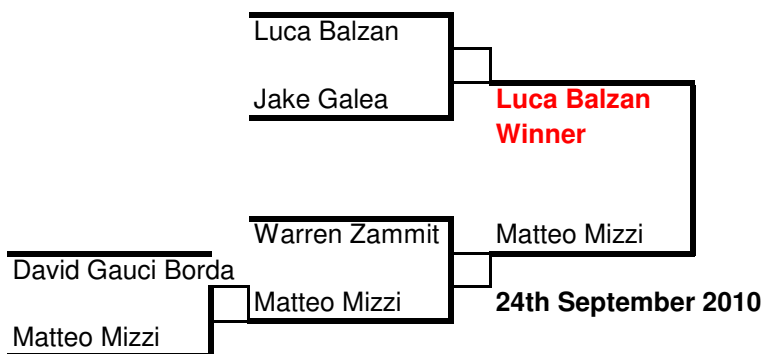 Luca Balzan
Jake Galea
Luca Balzan
Winner
Warren Zammit
Matteo Mizzi
David Gauci Borda
Matteo Mizzi
24th September 2010
Matteo Mizzi